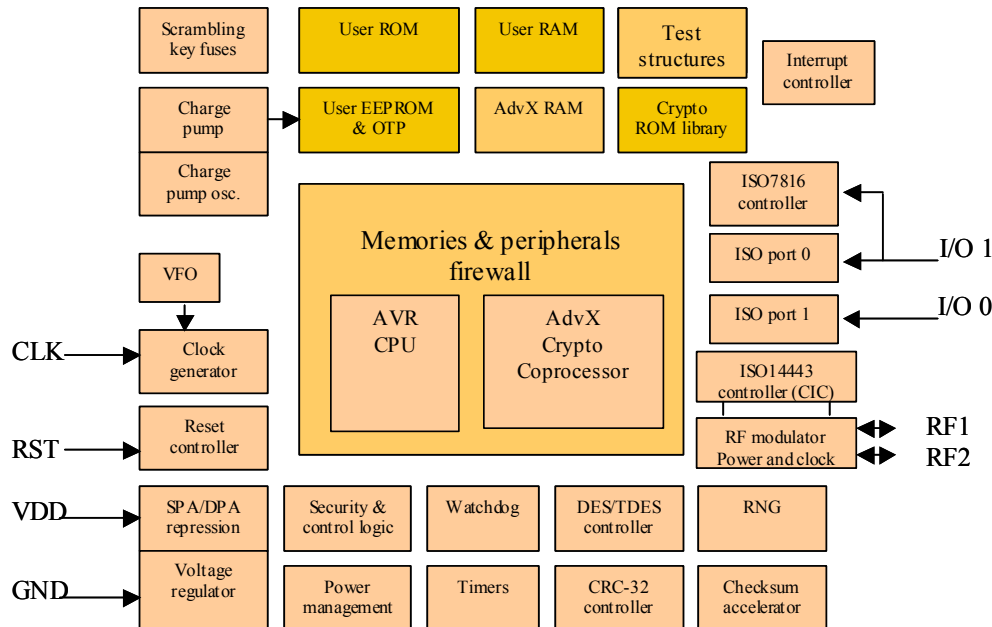 Scrambling
key fuses
User ROM
User RAM
Test
structures
Interrupt
controller
Charge
pump
User EEPROM
& OTP
AdvX RAM
Crypto
ROM library
Charge
pump osc.
ISO7816
controller
Memories & peripherals
firewall
ISO port 0
I/O 1
VFO
AVR
CPU
AdvX
Crypto
Coprocessor
ISO port 1
I/O 0
CLK
Clock
generator
ISO14443
controller (CIC)
RST
Reset
controller
RF modulator
Power and clock
RF1
RF2
VDD
SPA/DPA
repression
Security &
control logic
Watchdog
DES/TDES
controller
RNG
GND
Voltage
regulator
Power
management
Timers
CRC-32
controller
Checksum
accelerator